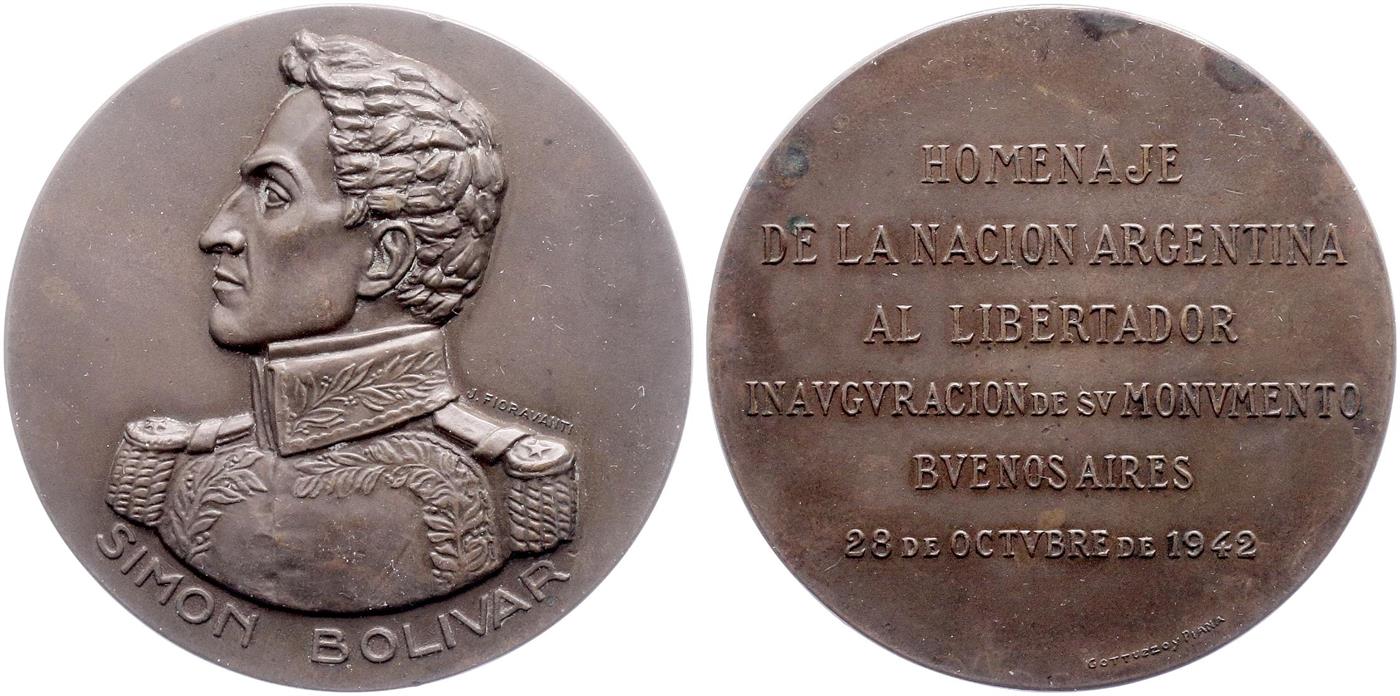 J. FIORAVANTI
SIMON BOLIVAR
HOMENAJE
DE LA NACION ARGENTINA
AL LIBERTADOR
INAVGVRACION DE SV MONVMENTO
BVENOS AIRES
28 DE OCTVBRE DE 1942
GOTTUZZO Y PIANA